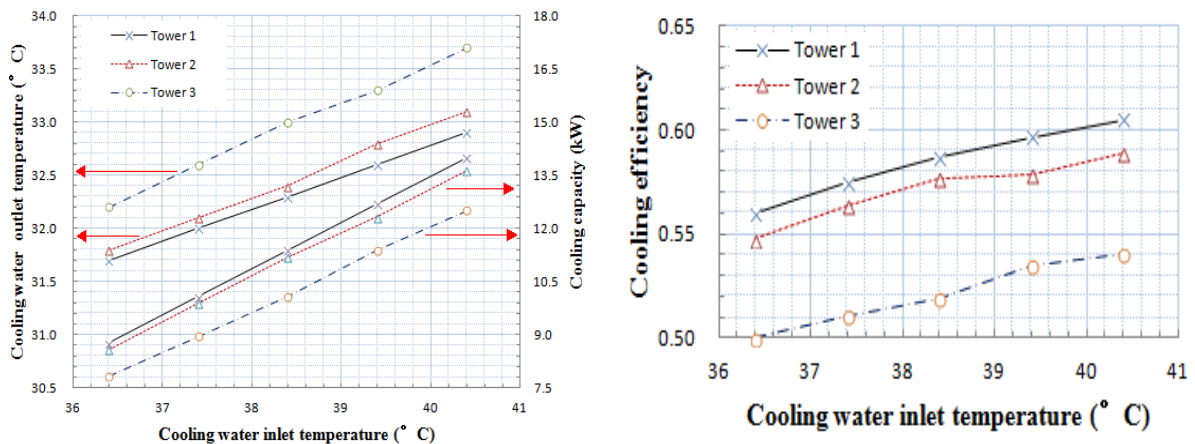 34.0
33.5
33.0
32.5
32.0
31.5
31.0
30.5
Cooling water outlet temperature (° C)
Tower 1
Tower 2
Tower 3
18.0
16.5
15.0
13.5
12.0
10.5
9.0
7.5
Cooling capacity (kW)
36 37 38 39 40 41
Cooling water inlet temperature (° C)
0.65
0.60
0.55
0.50
Cooling efficiency
Tower 1
Tower 2
Tower 3
36 37 38 39 40 41
Cooling water inlet temperature (° C)